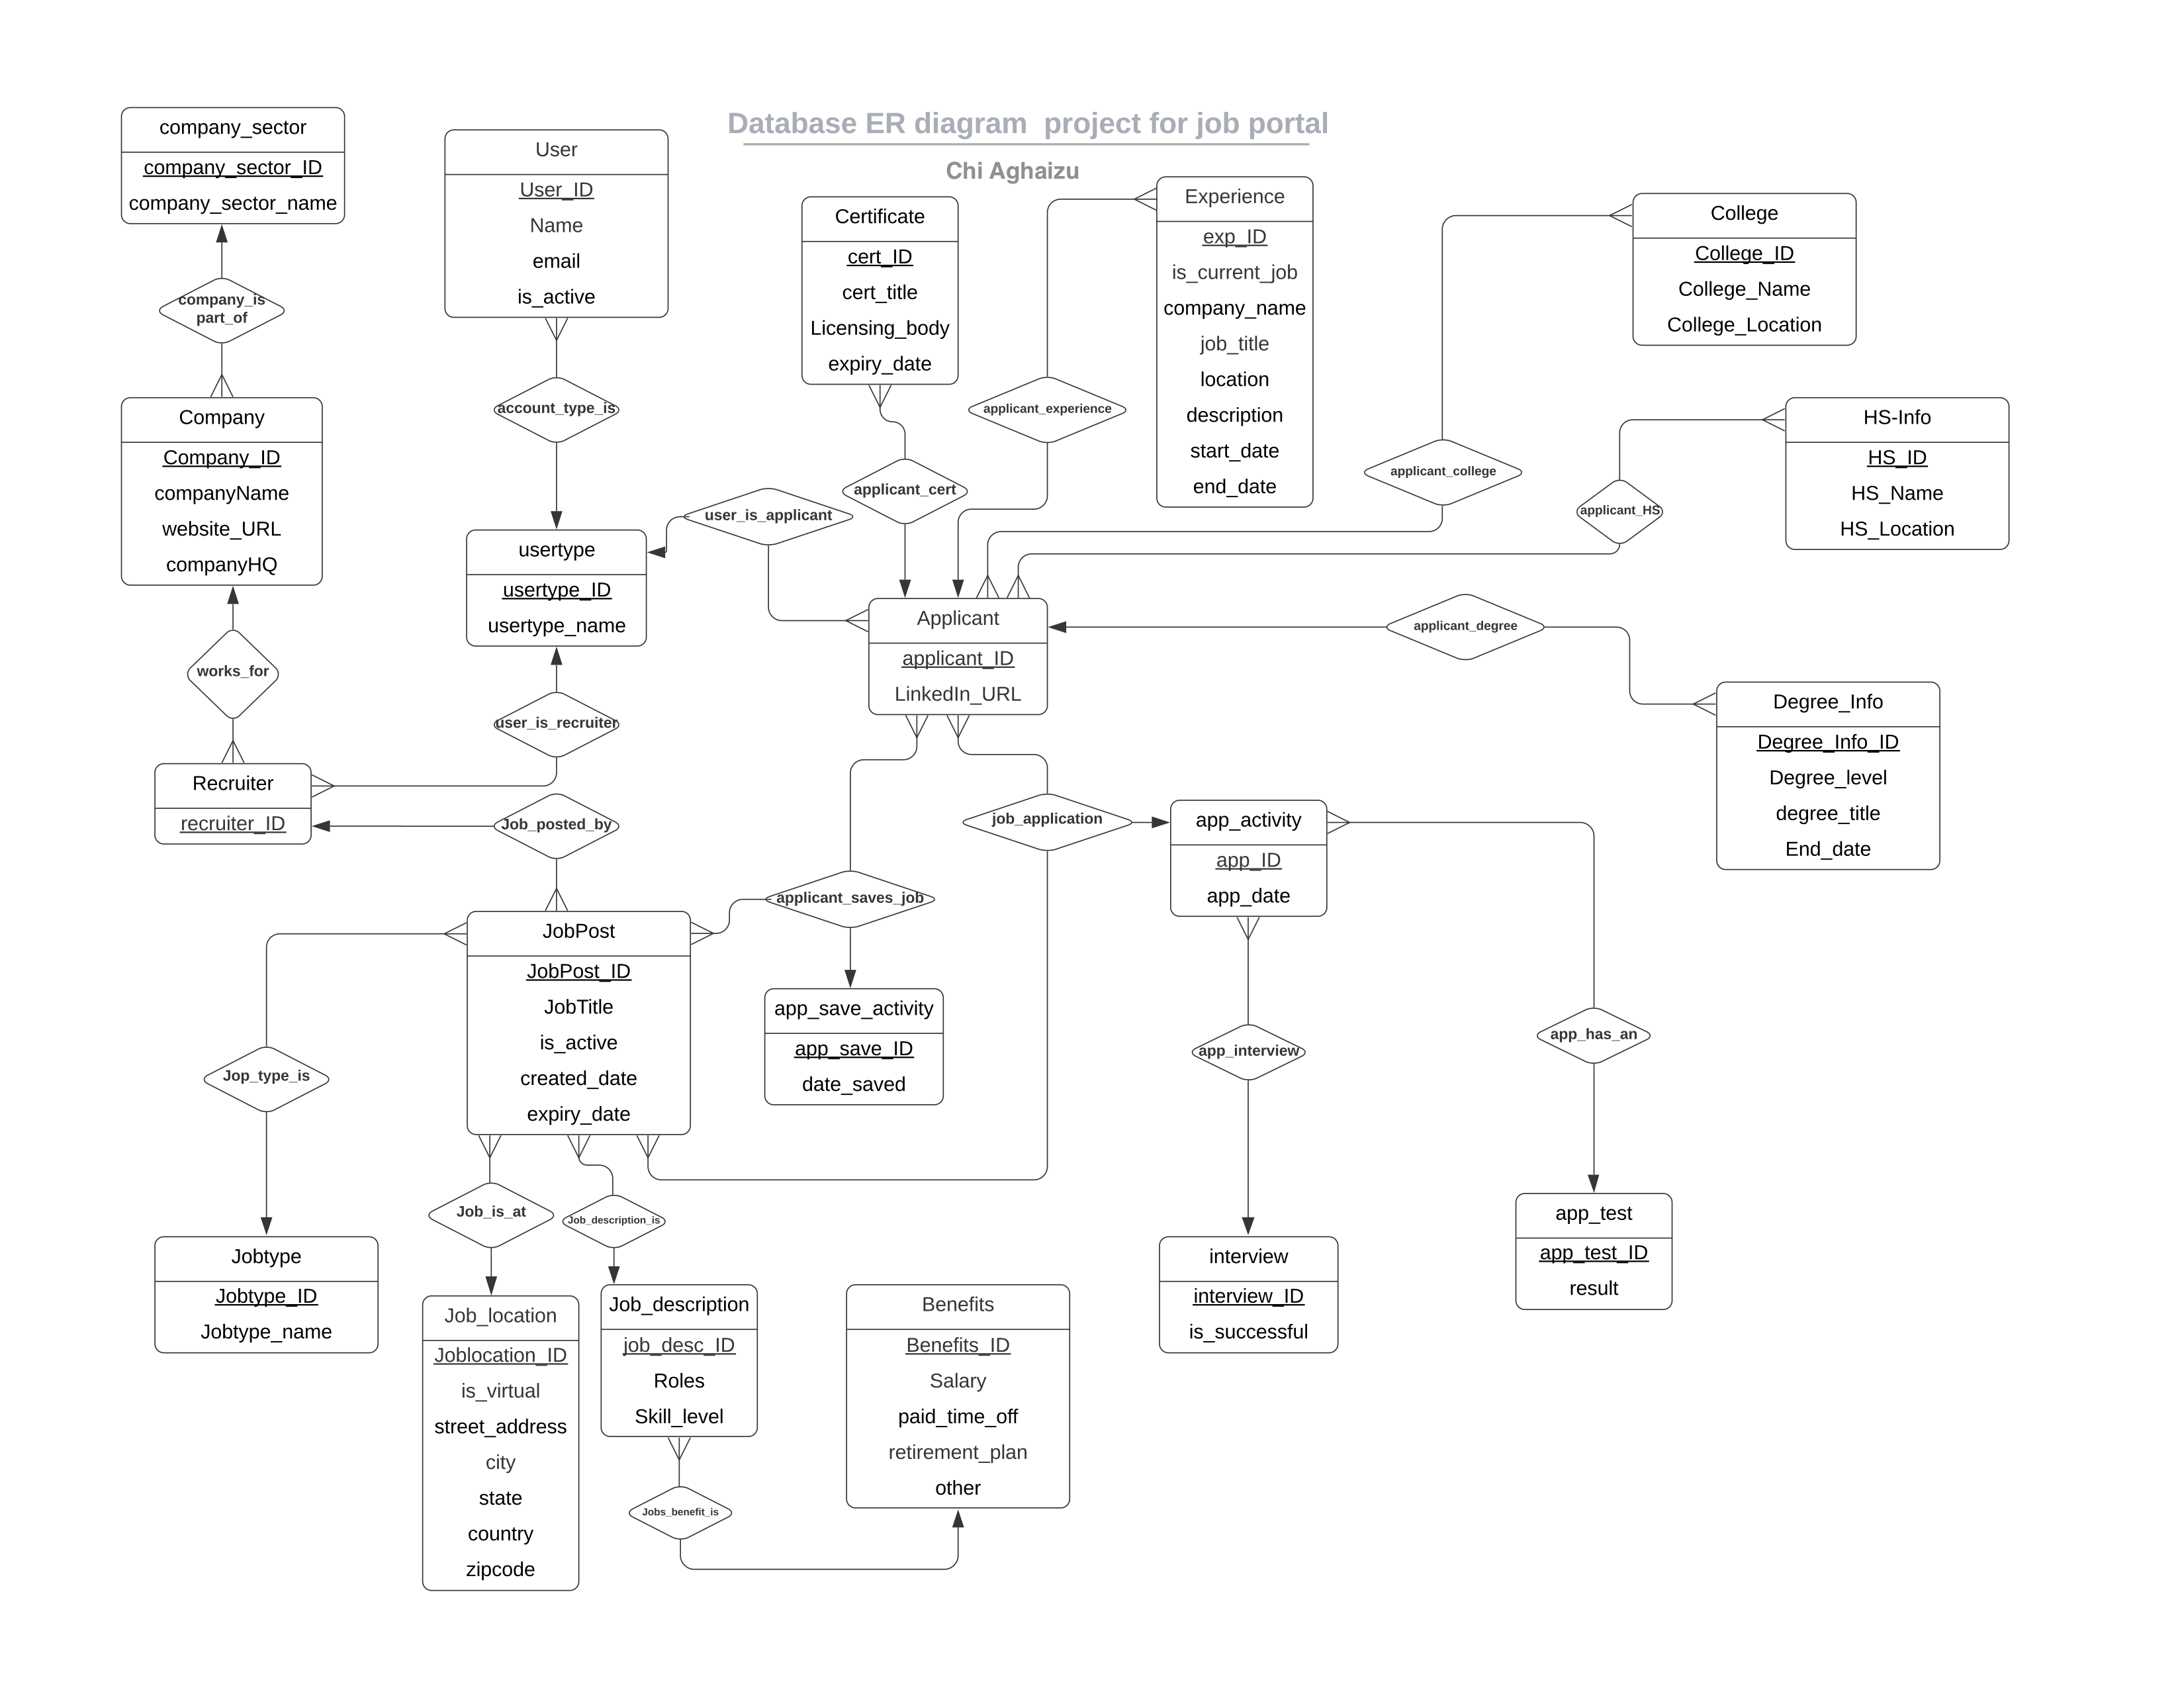 Database ER diagram  project for job portal
Chi Aghaizu
company_sector
company_sector_ID
company_sector_name
company_is
part_of
Company
Company_ID
companyName
website_URL
companyHQ
works_for
Recruiter
recruiter_ID
User
User_ID
Name
email
is_active
account_type_is
usertype
usertype_ID
usertype_name
user_is_recruiter
user_is_applicant
Certificate
cert_ID
cert_title
Licensing_body
expiry_date
applicant_cert
Experience
exp_ID
is_current_job
company_name
job_title
location
description
start_date
end_date
applicant_experience
College
College_ID
College_Name
College_Location
applicant_college
HS-Info
HS_ID
HS_Name
HS_Location
applicant_HS
Applicant
applicant_ID
LinkedIn_URL
applicant_degree
Degree_Info
Degree_Info_ID
Degree_level
degree_title
End_date
Job_posted_by
JobPost
JobPost_ID
JobTitle
is_active
created_date
expiry_date
applicant_saves_job
app_save_activity
app_save_ID
date_saved
job_application
app_activity
app_ID
app_date
app_interview
app_has_an
interview
interview_ID
is_successful
app_test
app_test_ID
result
Jop_type_is
Jobtype
Jobtype_ID
Jobtype_name
Job_is_at
Job_location
Joblocation_ID
is_virtual
street_address
city
state
country
zipcode
Job_description_is
Job_description
job_desc_ID
Roles
Skill_level
Jobs_benefit_is
Benefits
Benefits_ID
Salary
paid_time_off
retirement_plan
other